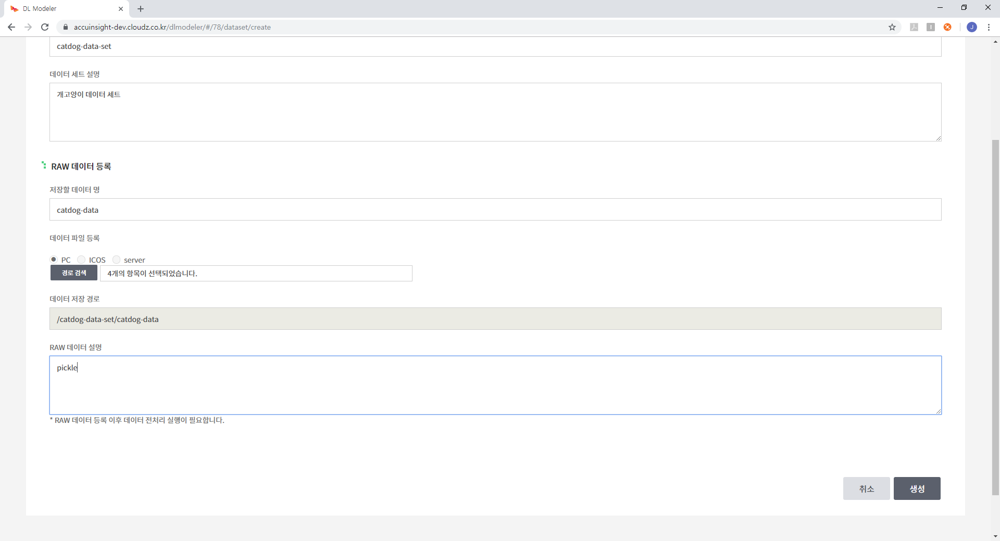 DL Modeler
accuinsight-dev.cloudz.co.kr/dlmodeler/#/78/dataset/create
J
catdog-data-set
데이터 세트 설명
개고양이 데이터 세트
RAW 데이터 등록
저장할 데이터 명
catdog-data
데이터 파일 등록
PC ICOS server
경로 검색 4개의 항목이 선택되었습니다.
데이터 저장 경로
/catdog-data-set/catdog-data
RAW 데이터 설명
pickle
* RAW 데이터 등록 이후 데이터 전처리 실행이 필요합니다.
취소 생성